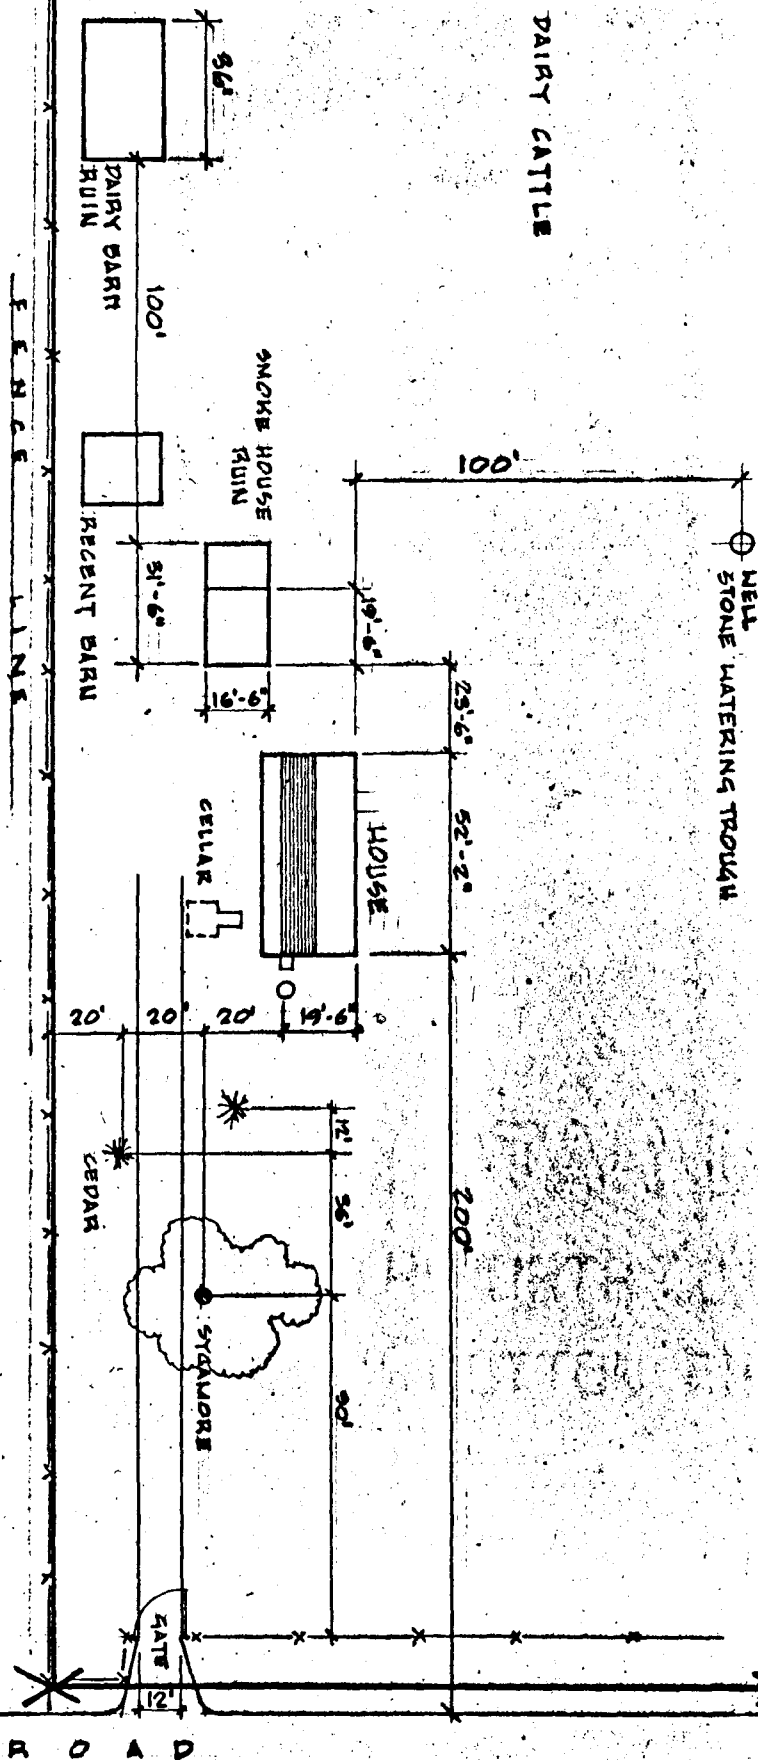 DAIRY CATTLE
36'
DAIRY BARN
RUIN
100'
FENCE LINE
SMOKE HOUSE
RUIN
100'
WELL
STONE WATERING TROUGH
RECENT BARN
31'-6"
19'-6"
16'-6"
23'-6"
52'-2"
HOUSE
CELLAR
20'
20'
20'
19'-6"
12'
CEDAR
36'
200'
SYCAMORE
90'
GATE
12'
ROAD